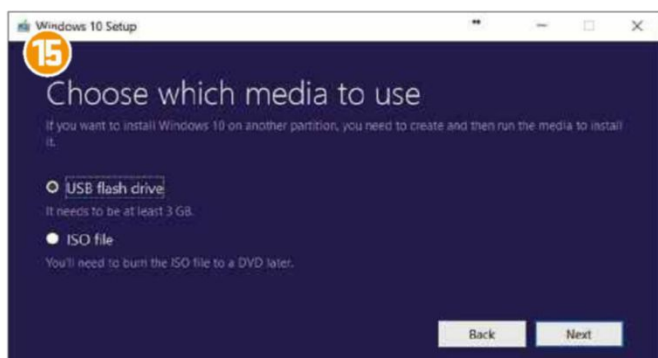 Windows 10 Setup
15
Choose which media to use
If you want to install Windows 10 on another partition, you need to create and then run the media to install
it.
USB flash drive
It needs to be at least 3 GB.
ISO file
You'll need to burn the ISO file to a DVD later.
Back Next